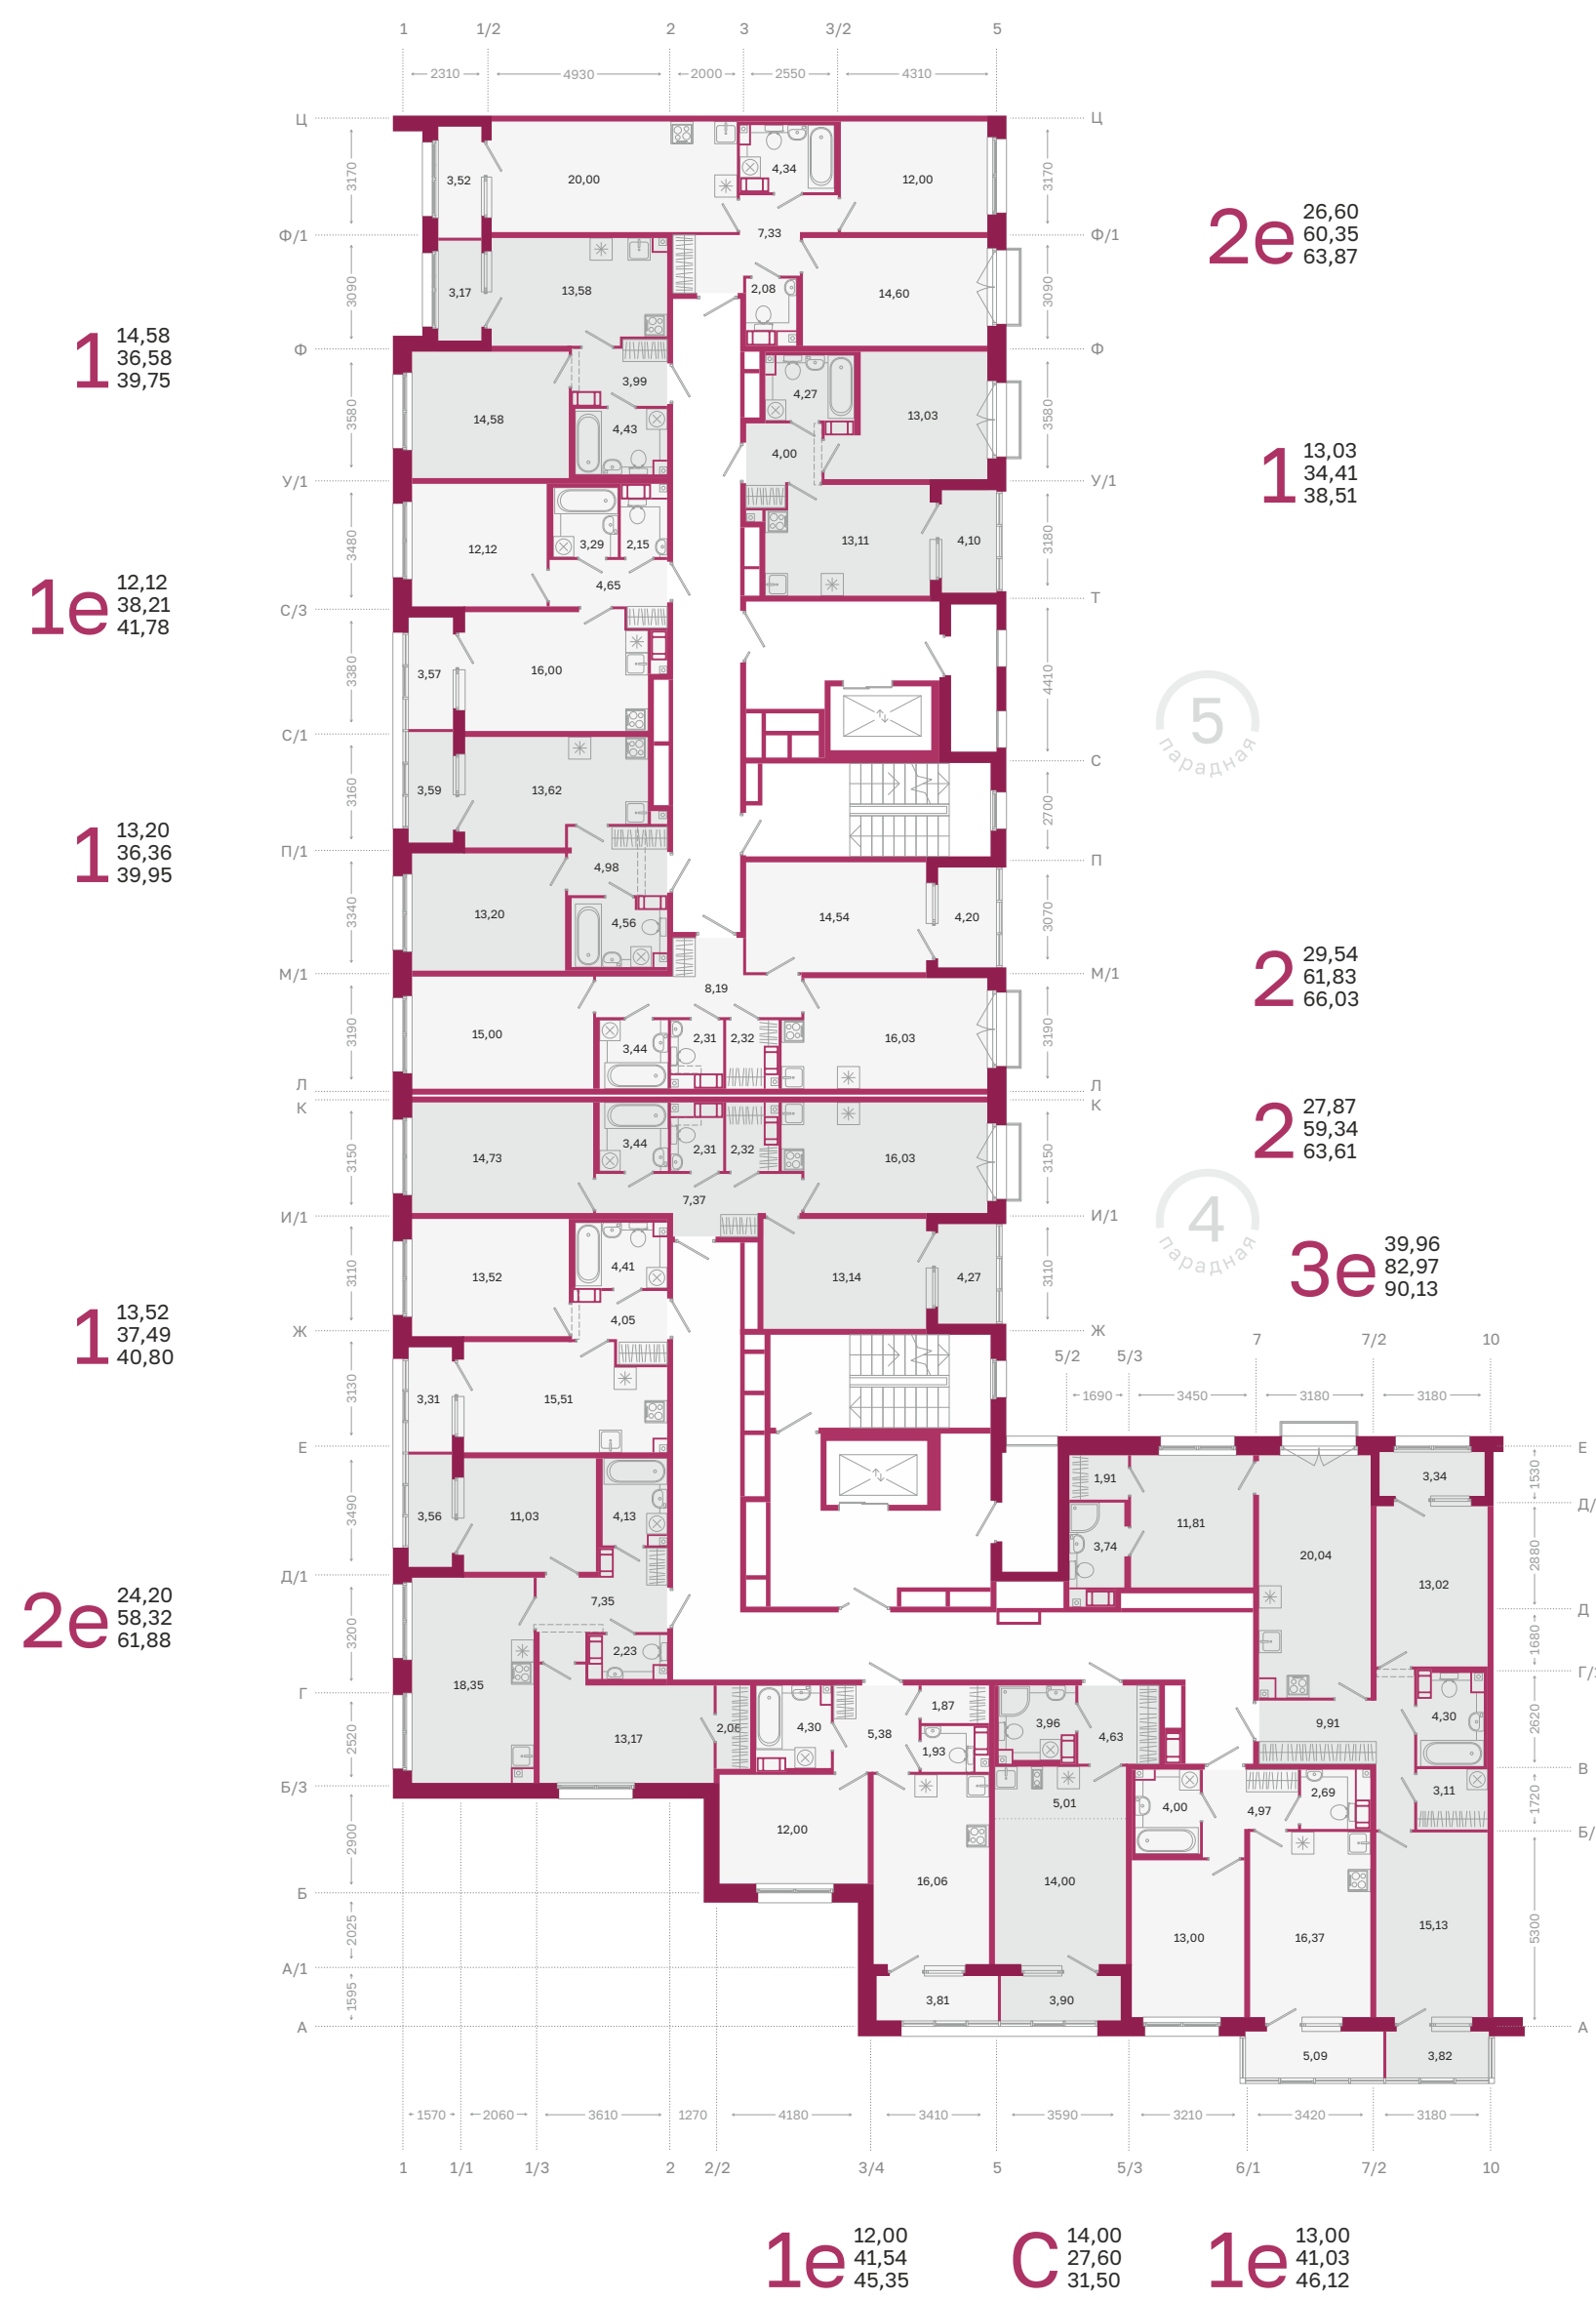 1 1/2 2 3 3/2 5
2310 4930 2000 2550 4310
Ц Ц
3170 3,52 20,00 4,34 12,00 3170
2е 26,60
60,35
63,87
Ф/1 7,33 Ф/1
3090 3,17 13,58 2,08 14,60 3090
1 14,58
36,58
39,75
Ф Ф
3,99
3580 14,58 4,43 4,27 13,03 3580
4,00
1 13,03
34,41
38,51
У/1 У/1
3480 12,12 3,29 2,15 13,11 4,10 3180
4,65
1е 12,12
38,21
41,78
С/3 Т
3380 3,57 16,00 4410
5
парадная
С/1 С
3160 3,59 13,62 2700
1 13,20
36,36
39,95
П/1 П
4,98
3340 13,20 4,56 14,54 4,20 3070
2 29,54
61,83
66,03
М/1 М/1
8,19
3190 15,00 3,44 2,31 2,32 16,03 3190
Л Л
К К
2 27,87
59,34
63,61
3150 14,73 3,44 2,31 2,32 16,03 3150
7,37
4
парадная
И/1 И/1
3110 13,52 4,41 13,14 4,27 3110
4,05
3е 39,96
82,97
90,13
1 13,52
37,49
40,80
Ж Ж
5/2 5/3 7 7/2 10
1690 3450 3180 3180
3130 3,31 15,51
Е Е
1,91 3,34 1530
3490 3,56 11,03 4,13 11,81 Д/
3,74 20,04 2880
13,02
Д/1 7,35 Д
2е 24,20
58,32
61,88
3200 2,23 1680
18,35 Г/
Г 1,87 9,91 4,30 2620
2520 13,17 4,30 5,38 3,96 4,63
1,93
Б/3 В
5,01 4,00 4,97 2,69 3,11 1720
2900 12,00 Б/
16,06 14,00
Б 15,13 5300
2025 13,00 16,37
А/1
1595 3,81 3,90
А А
5,09 3,82
1570 2060 3610 1270 4180 3410 3590 3210 3420 3180
1 1/1 1/3 2 2/2 3/4 5 5/3 6/1 7/2 10
1е 12,00
41,54
45,35
С 14,00
27,60
31,50
1е 13,00
41,03
46,12